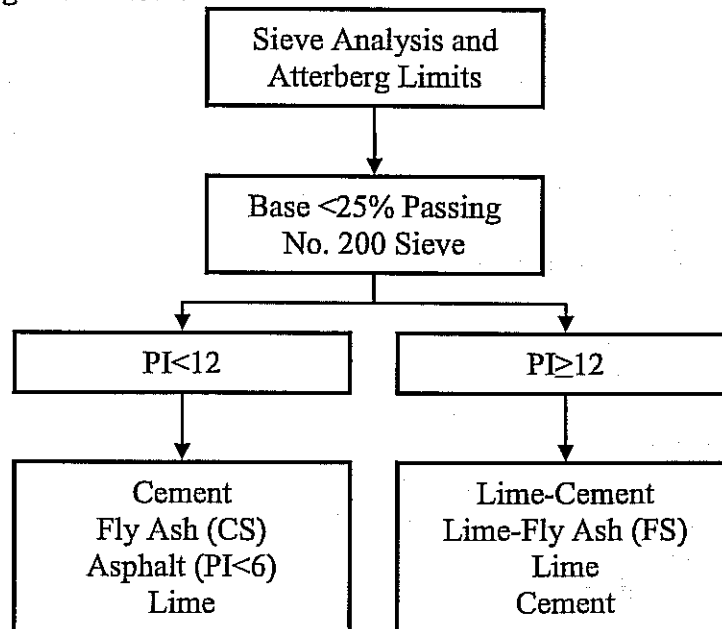 Sieve Analysis and
Atterberg Limits
Base <25% Passing
No. 200 Sieve
PI<12
PI≥12
Cement
Fly Ash (CS)
Asphalt (PI<6)
Lime
Lime-Cement
Lime-Fly Ash (FS)
Lime
Cement